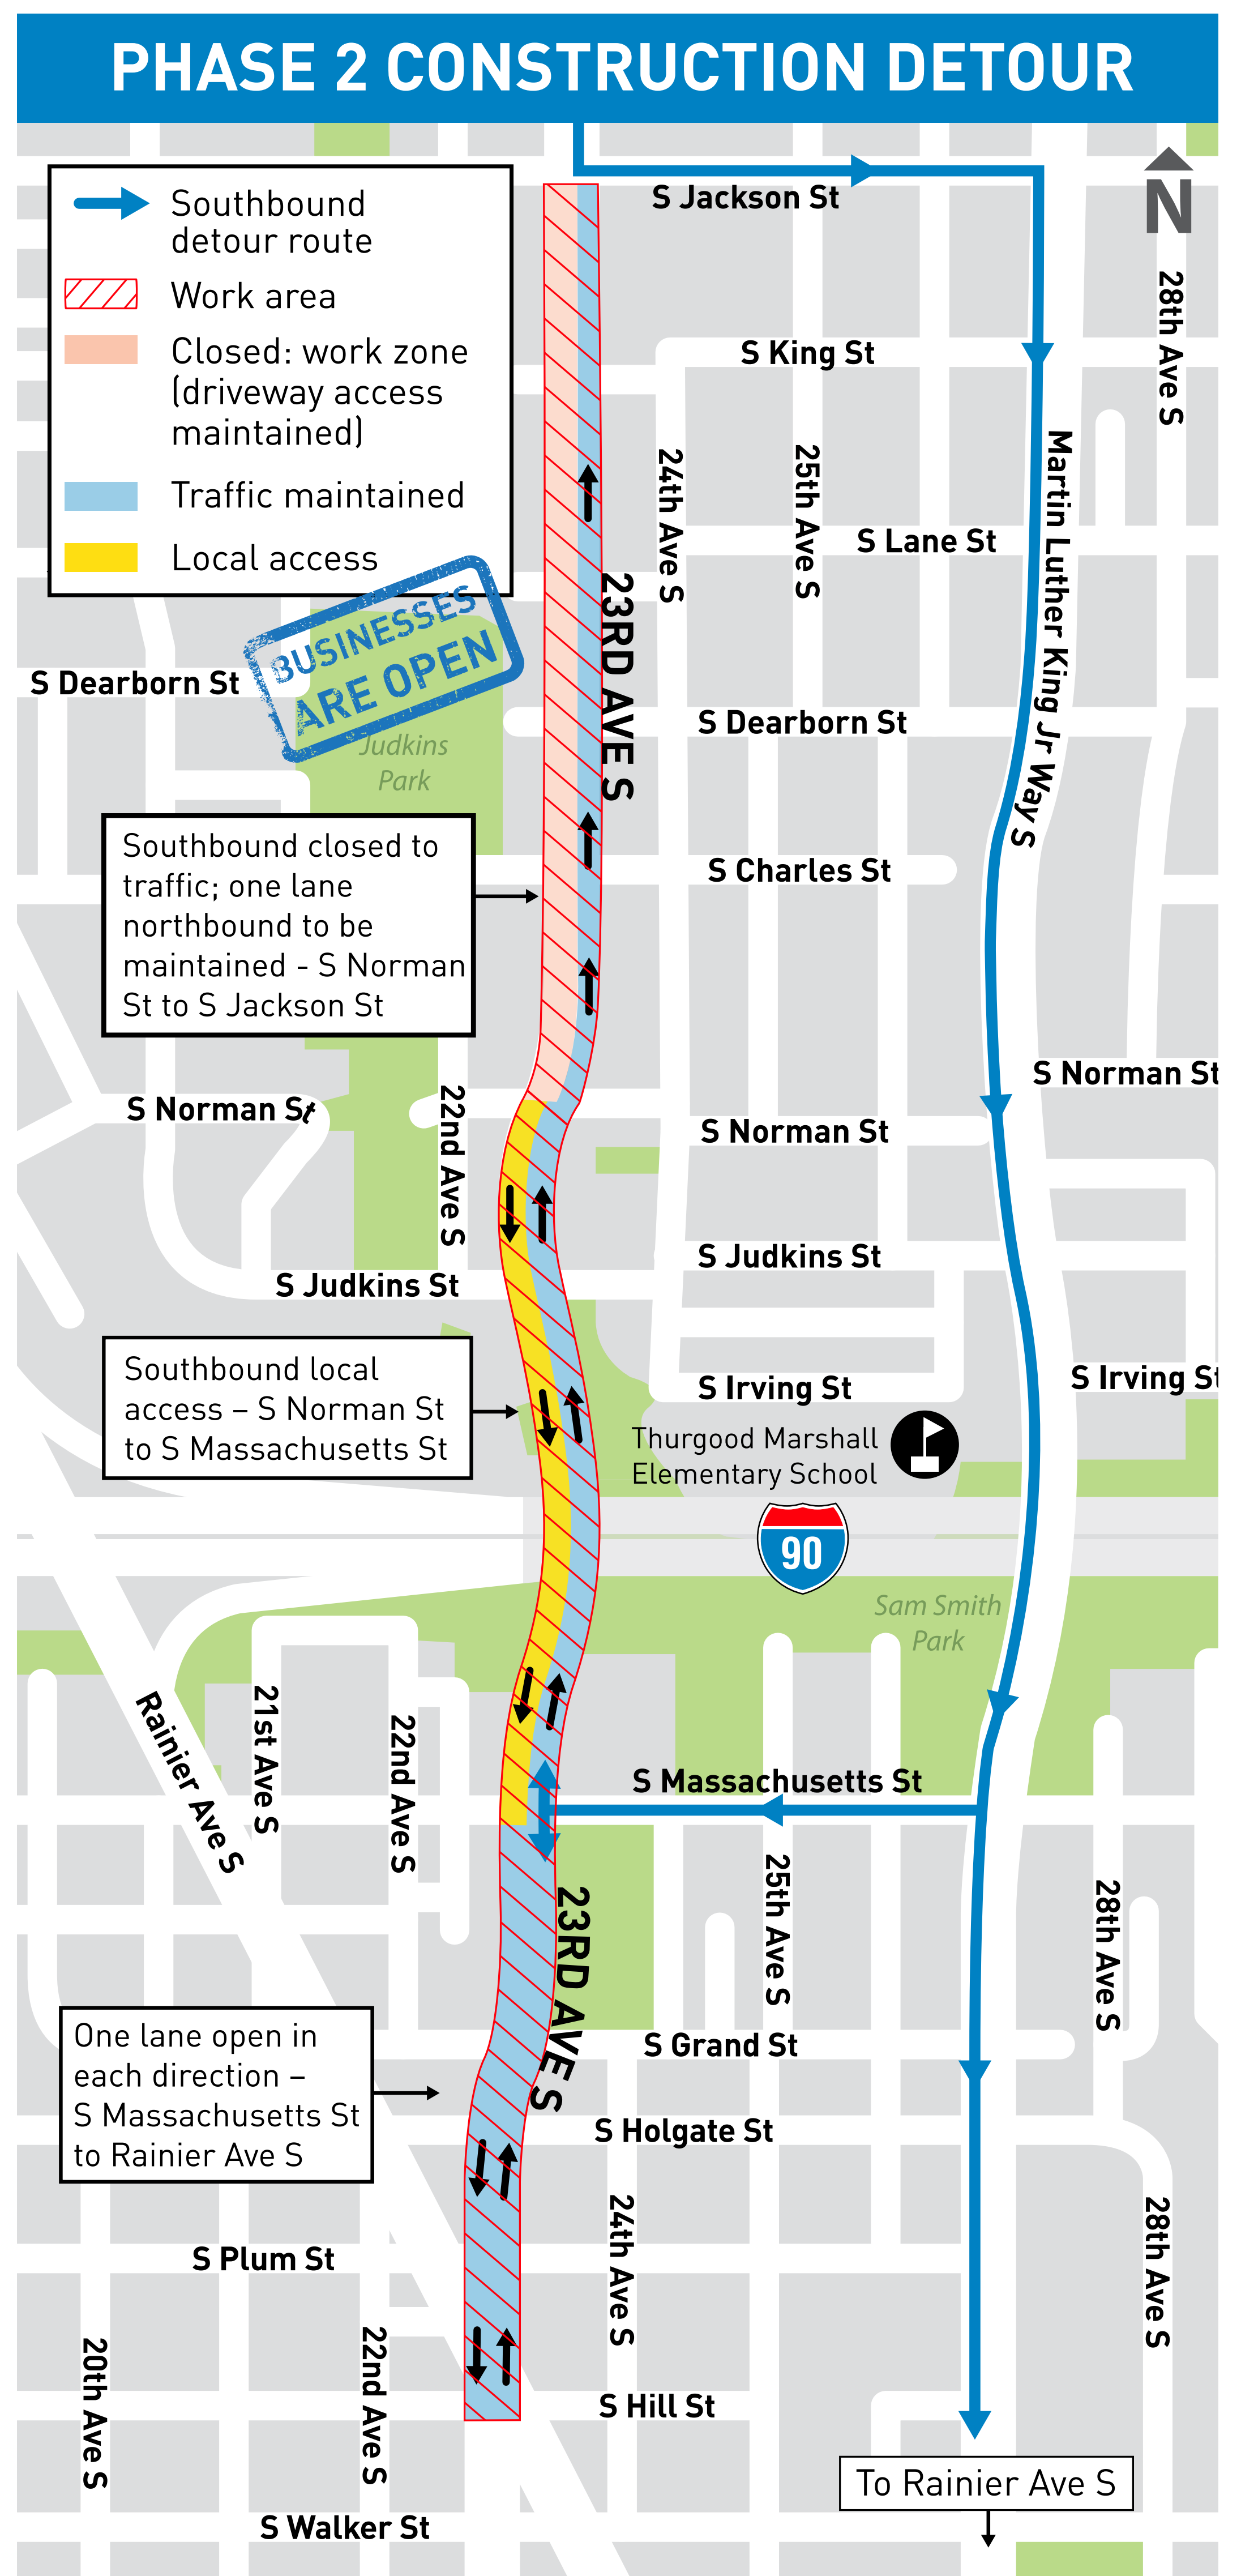 PHASE 2 CONSTRUCTION DETOUR
Southbound
detour route
Work area
Closed: work zone
(driveway access
maintained)
Traffic maintained
Local access
S Jackson St
N
28th Ave S
S King St
Martin Luther King Jr Way S
24th Ave S
25th Ave S
S Lane St
BUSINESSES
ARE OPEN
23RD AVE S
S Dearborn St
S Dearborn St
Judkins
Park
Southbound closed to
traffic; one lane
northbound to be
maintained - S Norman
St to S Jackson St
S Charles St
S Norman St
S Norman St
22nd Ave S
S Norman St
S Judkins St
S Judkins St
Southbound local
access – S Norman St
to S Massachusetts St
S Irving St
S Irving St
Thurgood Marshall
Elementary School
90
Sam Smith
Park
Rainier Ave S
21st Ave S
22nd Ave S
S Massachusetts St
25th Ave S
28th Ave S
23RD AVE S
One lane open in
each direction –
S Massachusetts St
to Rainier Ave S
S Grand St
S Holgate St
24th Ave S
28th Ave S
S Plum St
20th Ave S
22nd Ave S
S Hill St
To Rainier Ave S
S Walker St